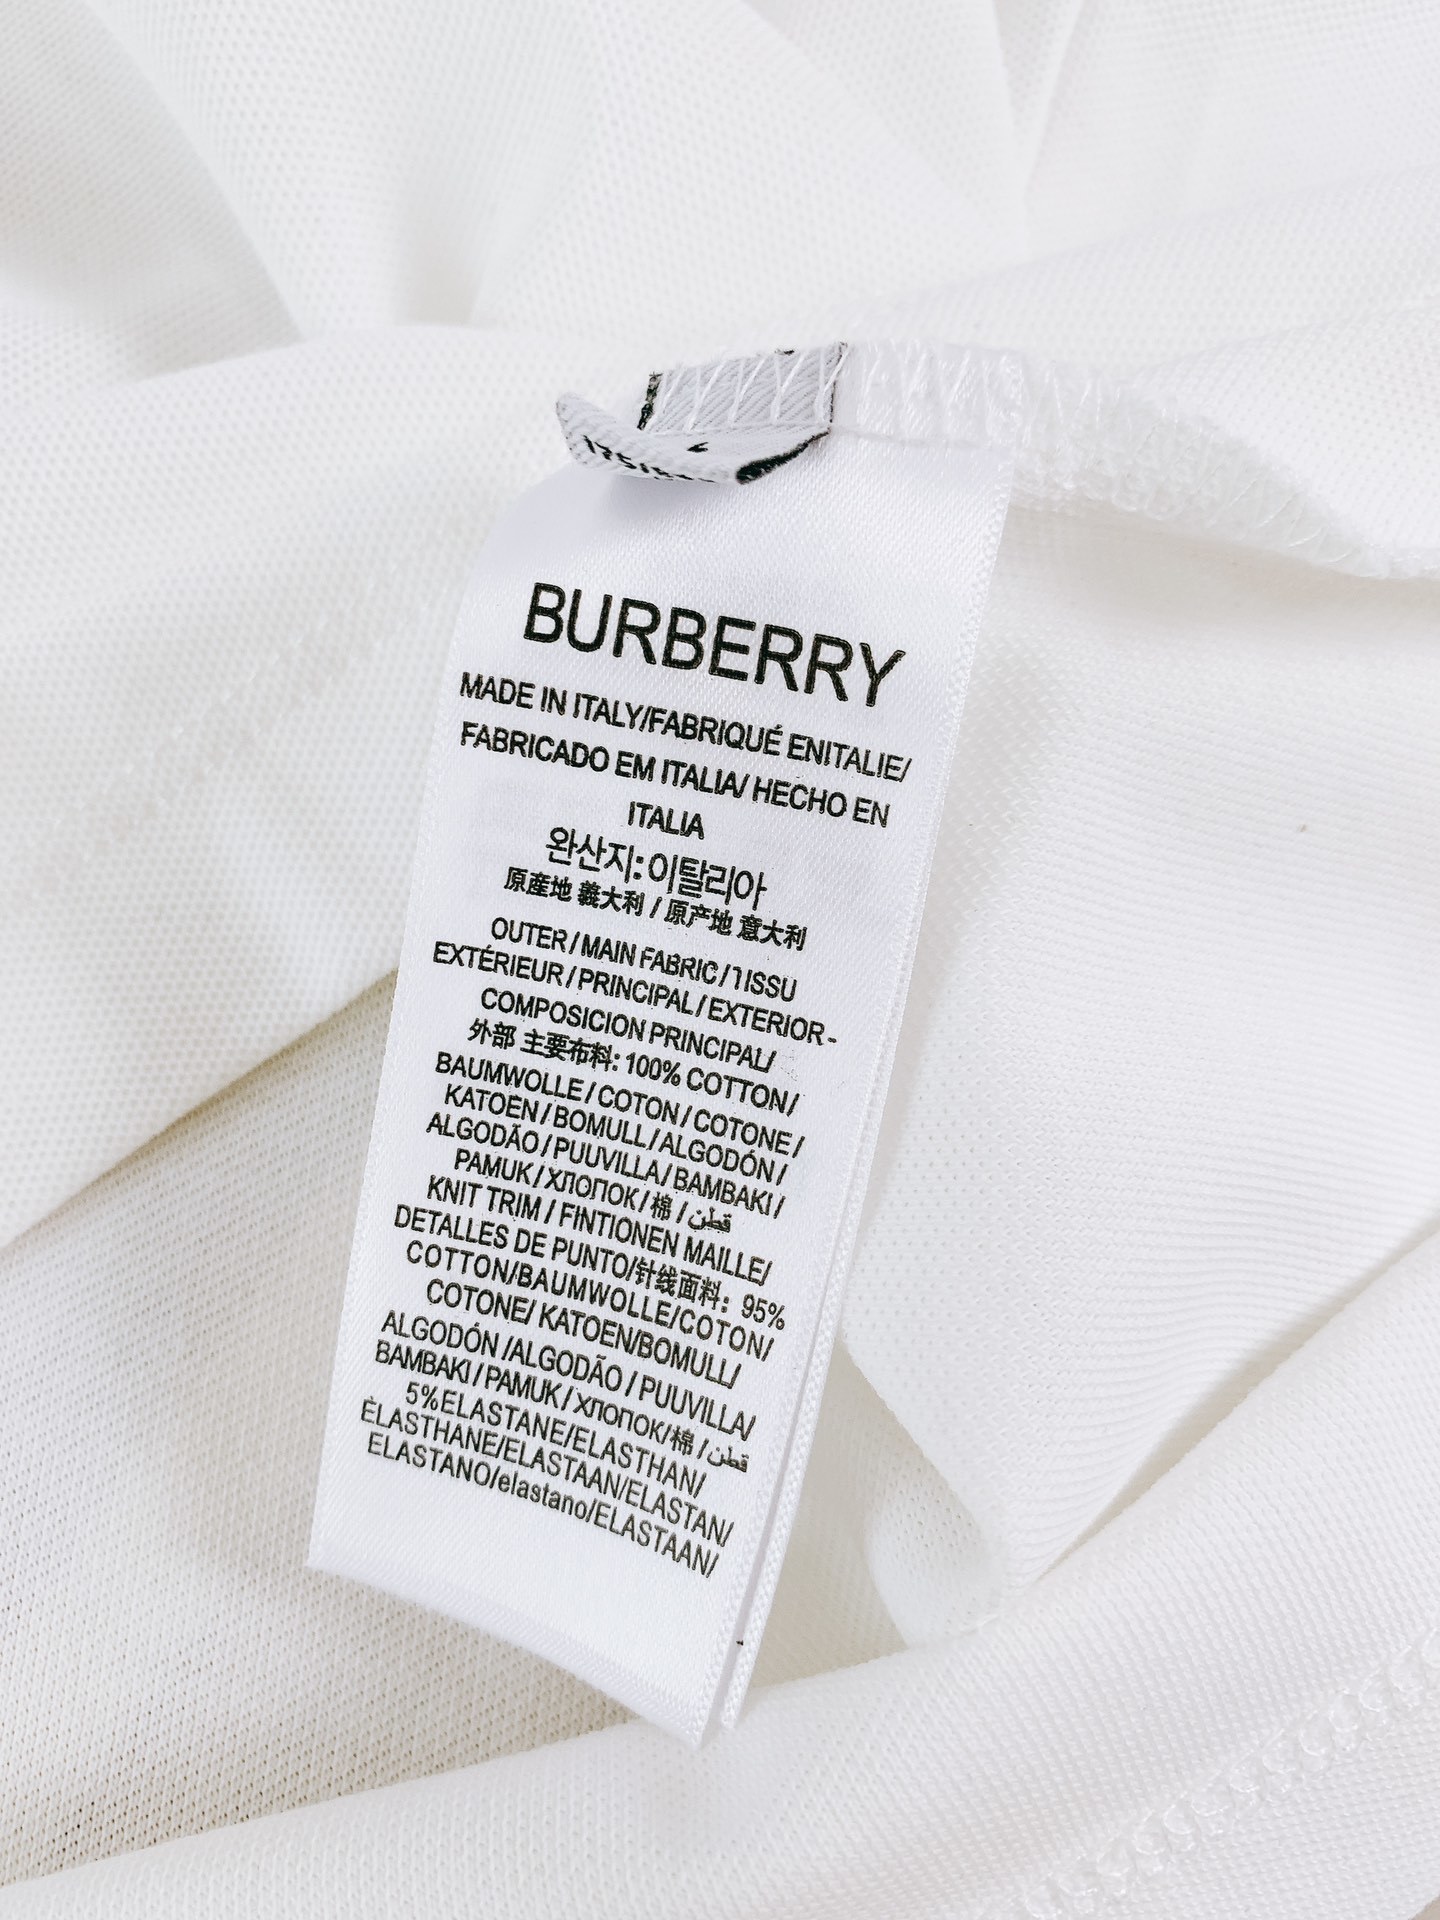 BURBERRY
MADE IN ITALY/FABRIQUÉ ENITALIE/
FABRICADO EM ITALIA/ HECHO EN
ITALIA
완산지:이탈리아
原産地 義大利 / 原产地 意大利
OUTER / MAIN FABRIC / TISSU
EXTÉRIEUR / PRINCIPAL / EXTERIOR-
COMPOSICION PRINCIPAL/
外部 主要布料: 100% COTTON /
BAUMWOLLE / COTON / COTONE /
KATOEN / BOMULL / ALGODÓN /
ALGODÃO / PUUVILLA / BAMBAKI /
PAMUK / ХЛОПОК / 棉 / قطن
KNIT TRIM / FINTIONEN MAILLE/
DETALLES DE PUNTO/针线面料: 95%
COTTON/BAUMWOLLE/COTON/
COTONE/ KATOEN/BOMULL/
ALGODÓN /ALGODÃO / PUUVILLA/
BAMBAKI / PAMUK / ХЛОПОК/ 棉 / قطن
5%ELASTANE/ELASTHAN/
ÉLASTHANE/ELASTAAN/ELASTAN/
ELASTANO/elastano/ELASTAAN/